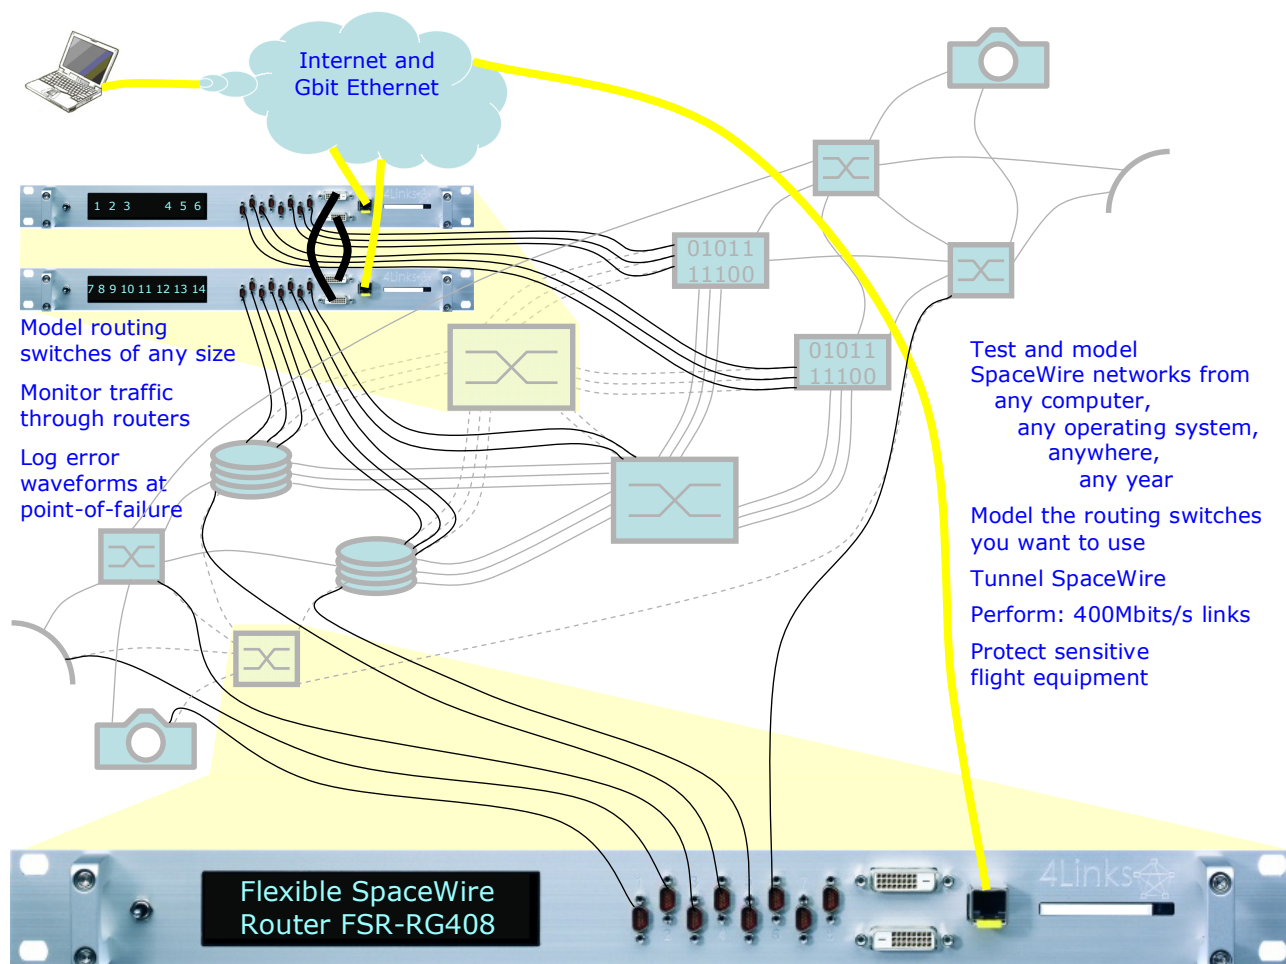 Internet and
Gbit Ethernet
4Links
1 2 3 4 5 6
4Links
7 8 9 10 11 12 13 14
01011
11100
01011
11100
Model routing
switches of any size
Monitor traffic
through routers
Log error
waveforms at
point-of-failure
Test and model
SpaceWire networks from
any computer,
any operating system,
anywhere,
any year
Model the routing switches
you want to use
Tunnel SpaceWire
Perform: 400Mbits/s links
Protect sensitive
flight equipment
Flexible SpaceWire
Router FSR-RG408
4Links